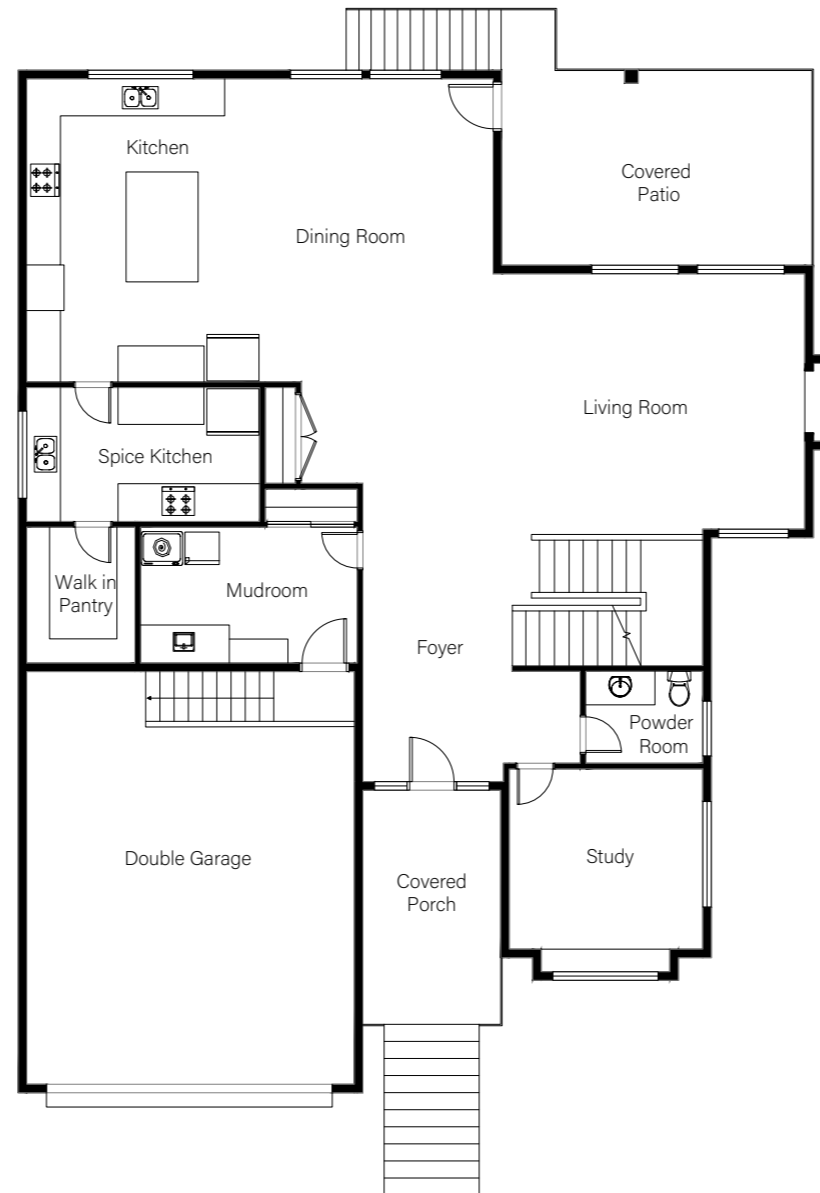 Kitchen
Covered
Patio
Dining Room
Living Room
Spice Kitchen
Walk in
Pantry
Mudroom
Foyer
Powder
Room
Double Garage
Study
Covered
Porch